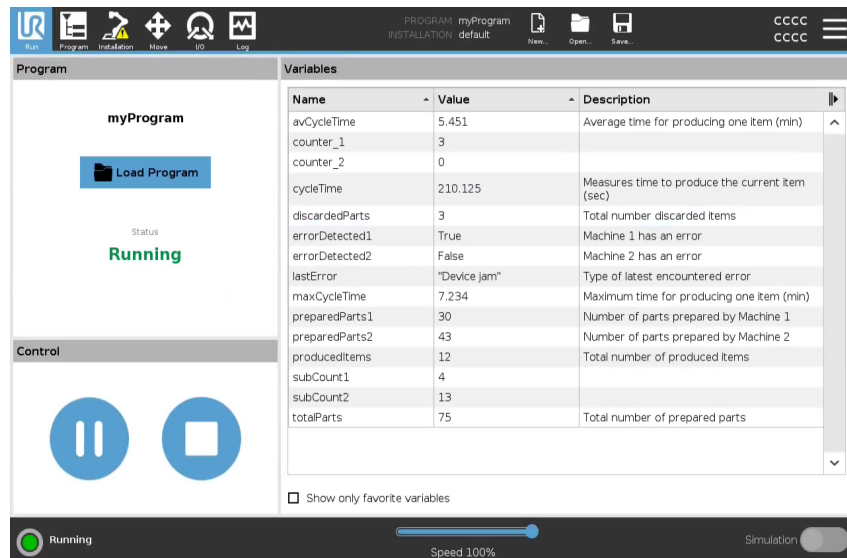 UR
PROGRAM myProgram
INSTALLATION default
CCCC
CCCC
Run Program Installation Move I/O Log New... Open... Save...
Program
myProgram
Load Program
Status
Running
Control
Variables
Name Value Description
avCycleTime 5.451 Average time for producing one item (min)
counter_1 3
counter_2 0
cycleTime 210.125 Measures time to produce the current item
(sec)
discardedParts 3 Total number discarded items
errorDetected1 True Machine 1 has an error
errorDetected2 False Machine 2 has an error
lastError "Device jam" Type of latest encountered error
maxCycleTime 7.234 Maximum time for producing one item (min)
preparedParts1 30 Number of parts prepared by Machine 1
preparedParts2 43 Number of parts prepared by Machine 2
producedItems 12 Total number of produced items
subCount1 4
subCount2 13
totalParts 75 Total number of prepared parts
Show only favorite variables
Running
Speed 100%
Simulation